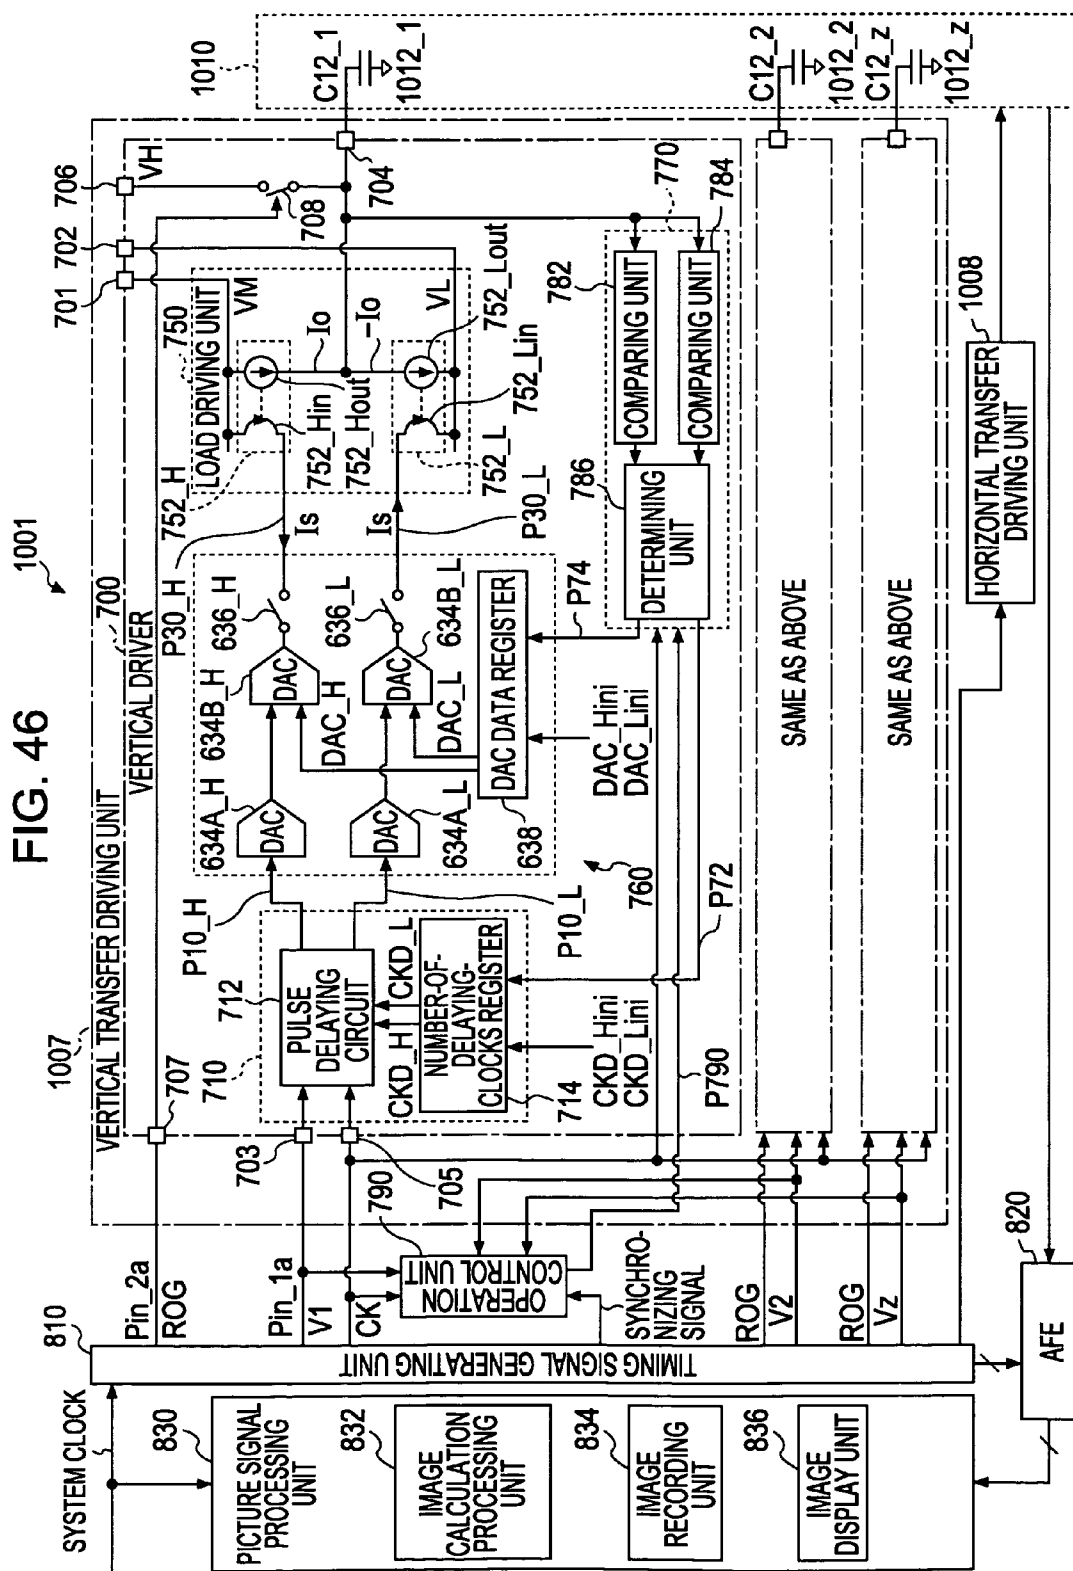 FIG. 46
1001
1007
VERTICAL TRANSFER DRIVING UNIT
700
VERTICAL DRIVER
701
702
706
VH
1010
707
708
704
C12_1
1012_1
750
LOAD DRIVING UNIT
VM
752_H
752_Hin
752_Hout
Io
-Io
VL
752_Lout
752_Lin
752_L
P30_H
Is
Is
P30_L
636_H
636_L
634B_H
DAC
634B_L
DAC
DAC_H
DAC_L
634A_H
DAC
634A_L
DAC
DAC DATA REGISTER
638
DAC_Hini
DAC_Lini
P74
760
P10_H
P10_L
712
710
PULSE
DELAYING
CIRCUIT
CKD_H
CKD_L
NUMBER-OF-
DELAYING-
CLOCKS REGISTER
714
CKD_Hini
CKD_Lini
P72
P790
770
782
COMPARING UNIT
784
COMPARING UNIT
786
DETERMINING
UNIT
703
705
790
OPERATION
CONTROL UNIT
SYNCHRO-
NIZING
SIGNAL
Pin_2a
ROG
Pin_1a
V1
CK
ROG
V2
ROG
Vz
SAME AS ABOVE
C12_2
1012_2
SAME AS ABOVE
C12_z
1012_z
1008
HORIZONTAL TRANSFER
DRIVING UNIT
810
TIMING SIGNAL GENERATING UNIT
SYSTEM CLOCK
820
AFE
830
PICTURE SIGNAL
PROCESSING
UNIT
832
IMAGE
CALCULATION
PROCESSING
UNIT
834
IMAGE
RECORDING
UNIT
836
IMAGE
DISPLAY UNIT